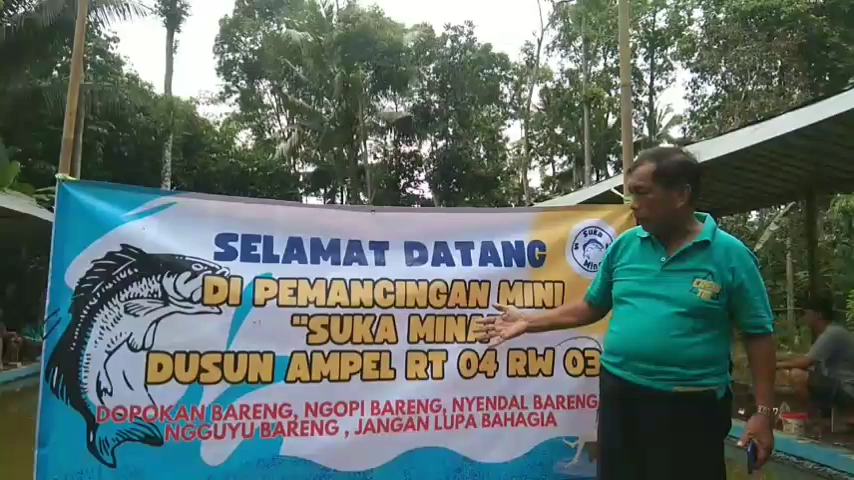 SELAMAT DATANG
DI PEMANCINGAN MINI
"SUKA MINA
DUSUN AMPEL RT 04 RW 03
DOPOKAN BARENG, NGOPI BARENG, NYENDAL BARENG
NGGUYU BARENG, JANGAN LUPA BAHAGIA
Suka
Mina